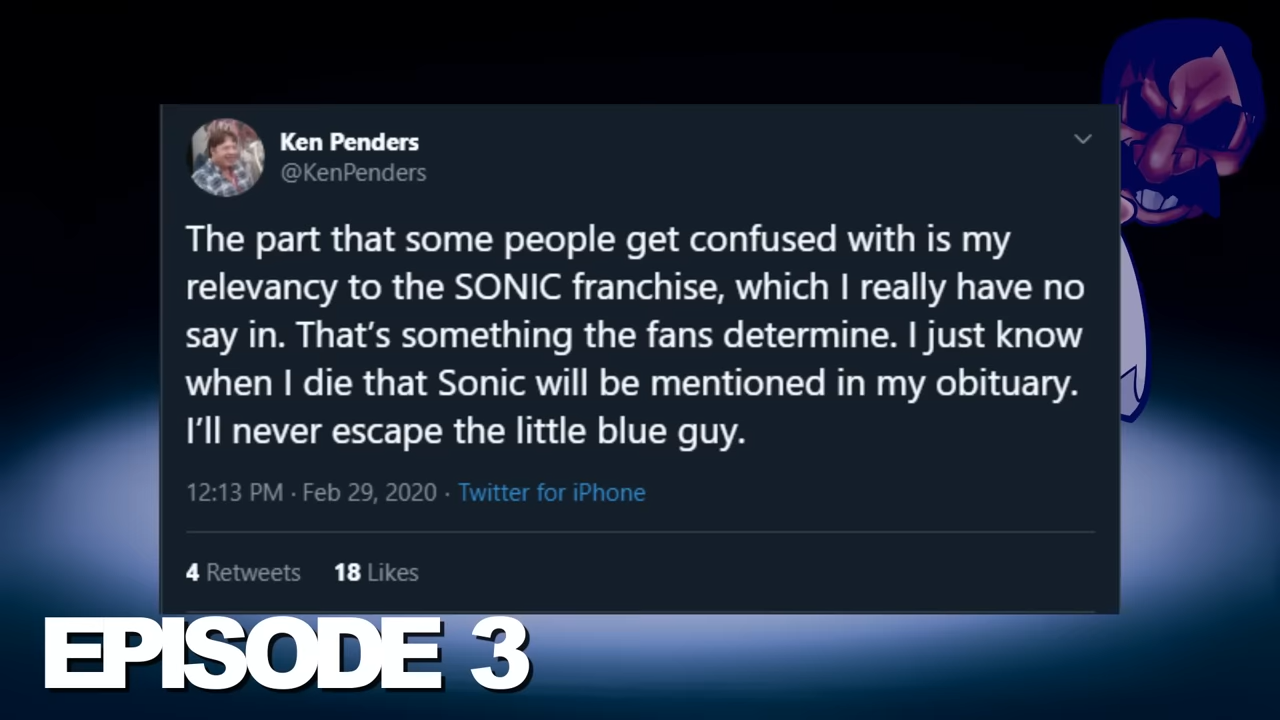 Ken Penders
@KenPenders
The part that some people get confused with is my
relevancy to the SONIC franchise, which I really have no
say in. That's something the fans determine. I just know
when I die that Sonic will be mentioned in my obituary.
I'll never escape the little blue guy.
12:13 PM · Feb 29, 2020 · Twitter for iPhone
4 Retweets 18 Likes
EPISODE 3